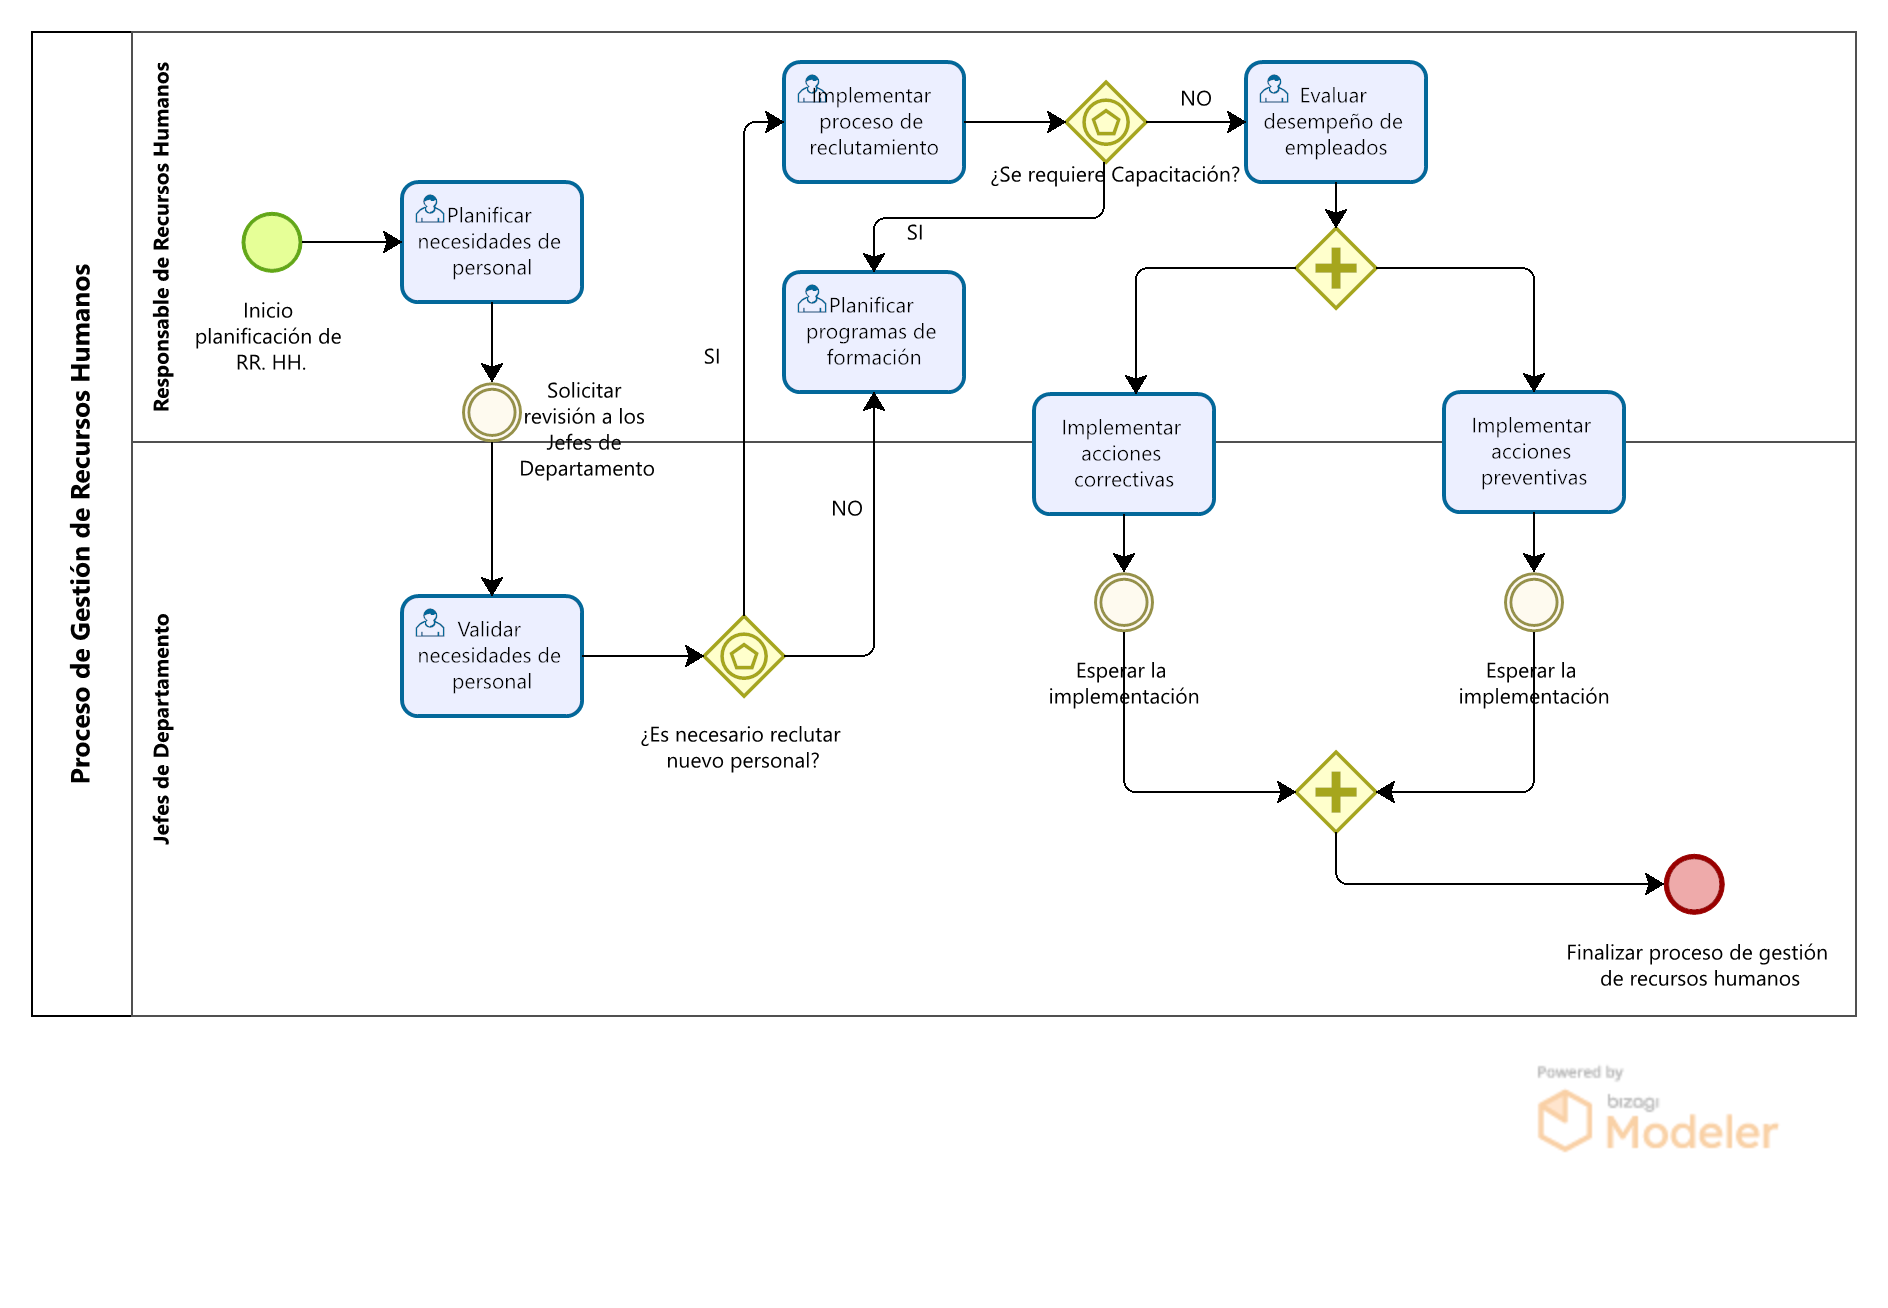 Proceso de Gestión de Recursos Humanos
Responsable de Recursos Humanos
Inicio
planificación de
RR. HH.
Planificar
necesidades de
personal
Solicitar
revisión a los
Jefes de
Departamento
SI
Implementar
proceso de
reclutamiento
¿Se requiere Capacitación?
NO
SI
Planificar
programas de
formación
Evaluar
desempeño de
empleados
Implementar
acciones
correctivas
Implementar
acciones
preventivas
Jefes de Departamento
Validar
necesidades de
personal
¿Es necesario reclutar
nuevo personal?
NO
Esperar la
implementación
Esperar la
implementación
Finalizar proceso de gestión
de recursos humanos
Powered by
bizagi
Modeler